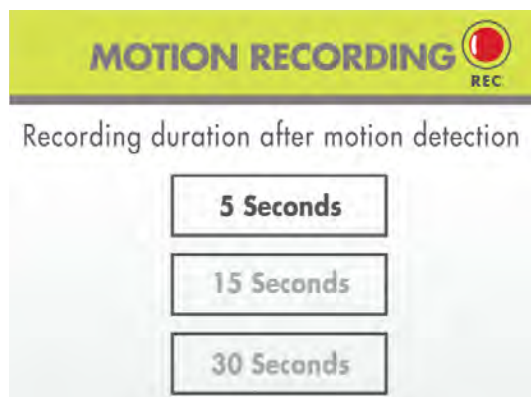 MOTION RECORDING
REC
Recording duration after motion detection
5 Seconds
15 Seconds
30 Seconds